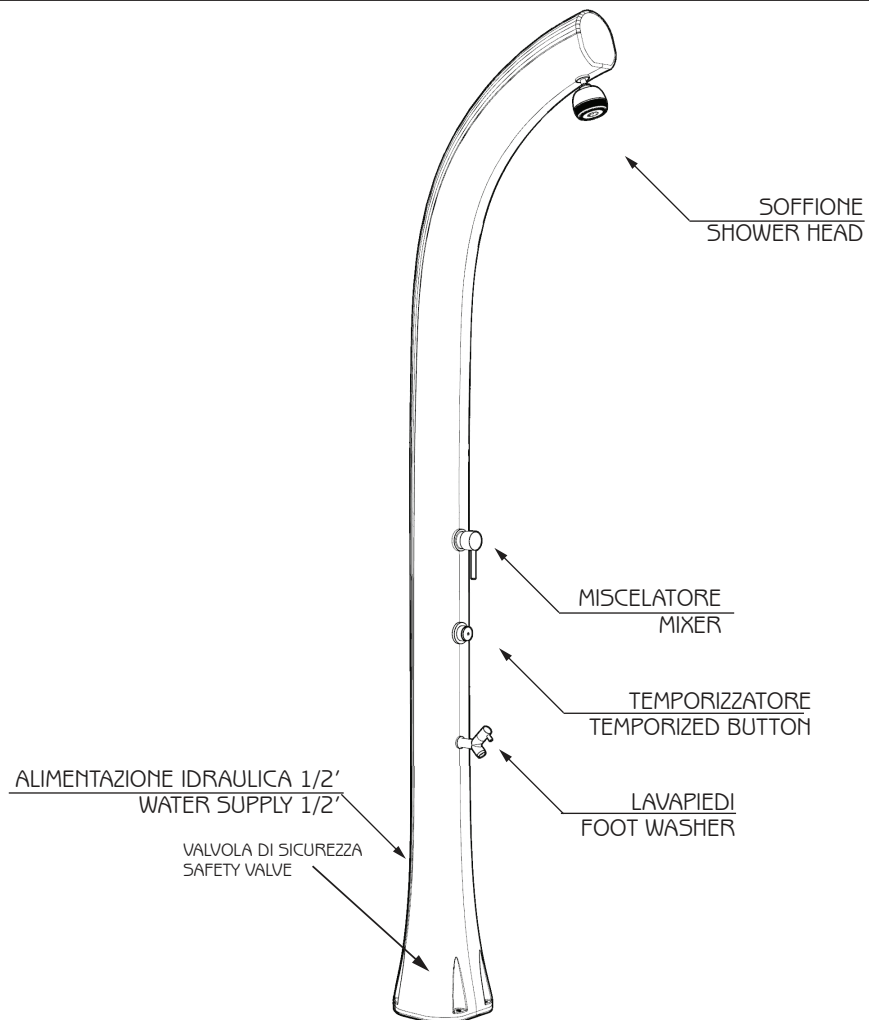 SOFFIONE
SHOWER HEAD
MISCELATORE
MIXER
TEMPORIZZATORE
TEMPORIZED BUTTON
ALIMENTAZIONE IDRAULICA 1/2'
WATER SUPPLY 1/2'
LAVAPIEDI
FOOT WASHER
VALVOLA DI SICUREZZA
SAFETY VALVE